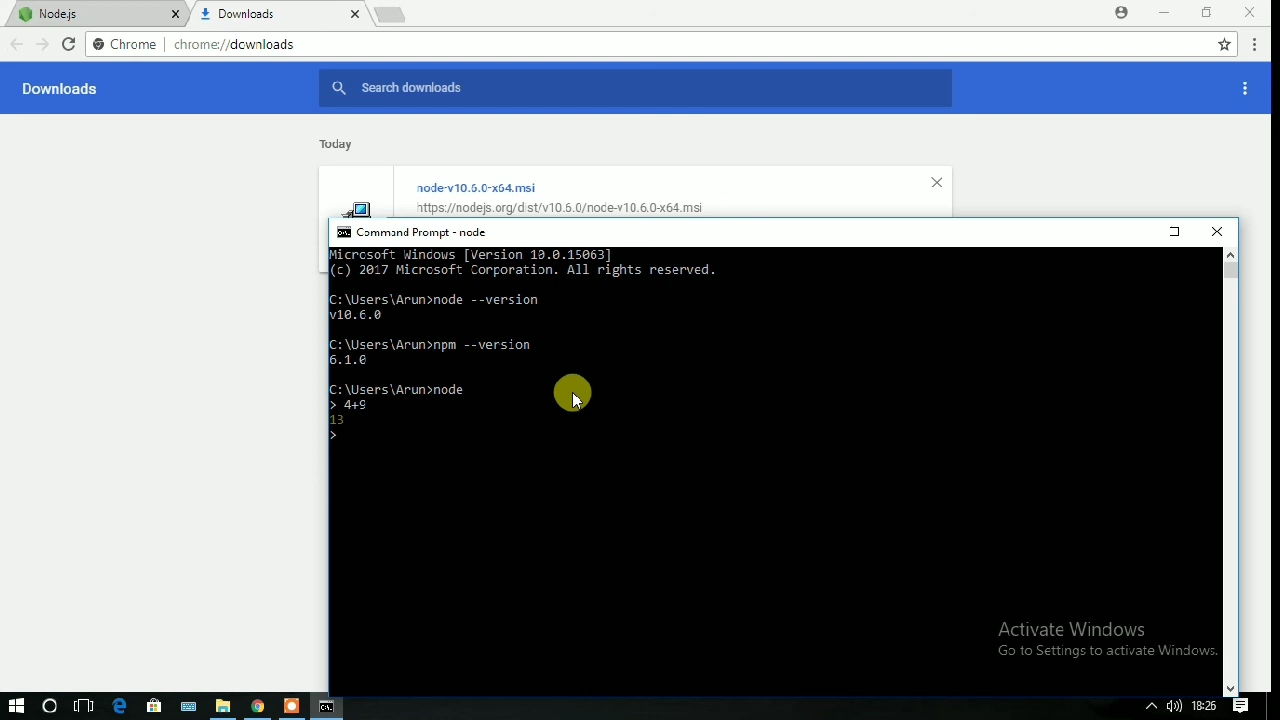 Node.js
Downloads
Chrome
chrome://downloads
Downloads
Search downloads
Today
node-v10.6.0-x64.msi
https://nodejs.org/dist/v10.6.0/node-v10.6.0-x64.msi
Command Prompt - node
Microsoft Windows [Version 10.0.15063]
(c) 2017 Microsoft Corporation. All rights reserved.
C:\Users\Arun>node --version
v10.6.0
C:\Users\Arun>npm --version
6.1.0
C:\Users\Arun>node
> 4+9
13
>
Activate Windows
Go to Settings to activate Windows.
18:26